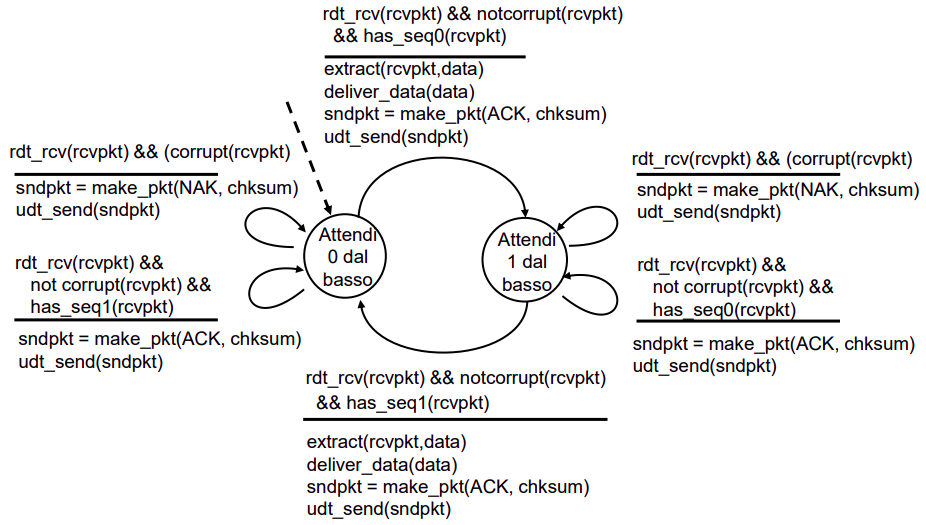 rdt_rcv(rcvpkt) && notcorrupt(rcvpkt)
&& has_seq0(rcvpkt)
extract(rcvpkt,data)
deliver_data(data)
sndpkt = make_pkt(ACK, chksum)
udt_send(sndpkt)
rdt_rcv(rcvpkt) && (corrupt(rcvpkt)
sndpkt = make_pkt(NAK, chksum)
udt_send(sndpkt)
rdt_rcv(rcvpkt) &&
not corrupt(rcvpkt) &&
has_seq1(rcvpkt)
sndpkt = make_pkt(ACK, chksum)
udt_send(sndpkt)
Attendi
0 dal
basso
Attendi
1 dal
basso
rdt_rcv(rcvpkt) && (corrupt(rcvpkt)
sndpkt = make_pkt(NAK, chksum)
udt_send(sndpkt)
rdt_rcv(rcvpkt) &&
not corrupt(rcvpkt) &&
has_seq0(rcvpkt)
sndpkt = make_pkt(ACK, chksum)
udt_send(sndpkt)
rdt_rcv(rcvpkt) && notcorrupt(rcvpkt)
&& has_seq1(rcvpkt)
extract(rcvpkt,data)
deliver_data(data)
sndpkt = make_pkt(ACK, chksum)
udt_send(sndpkt)